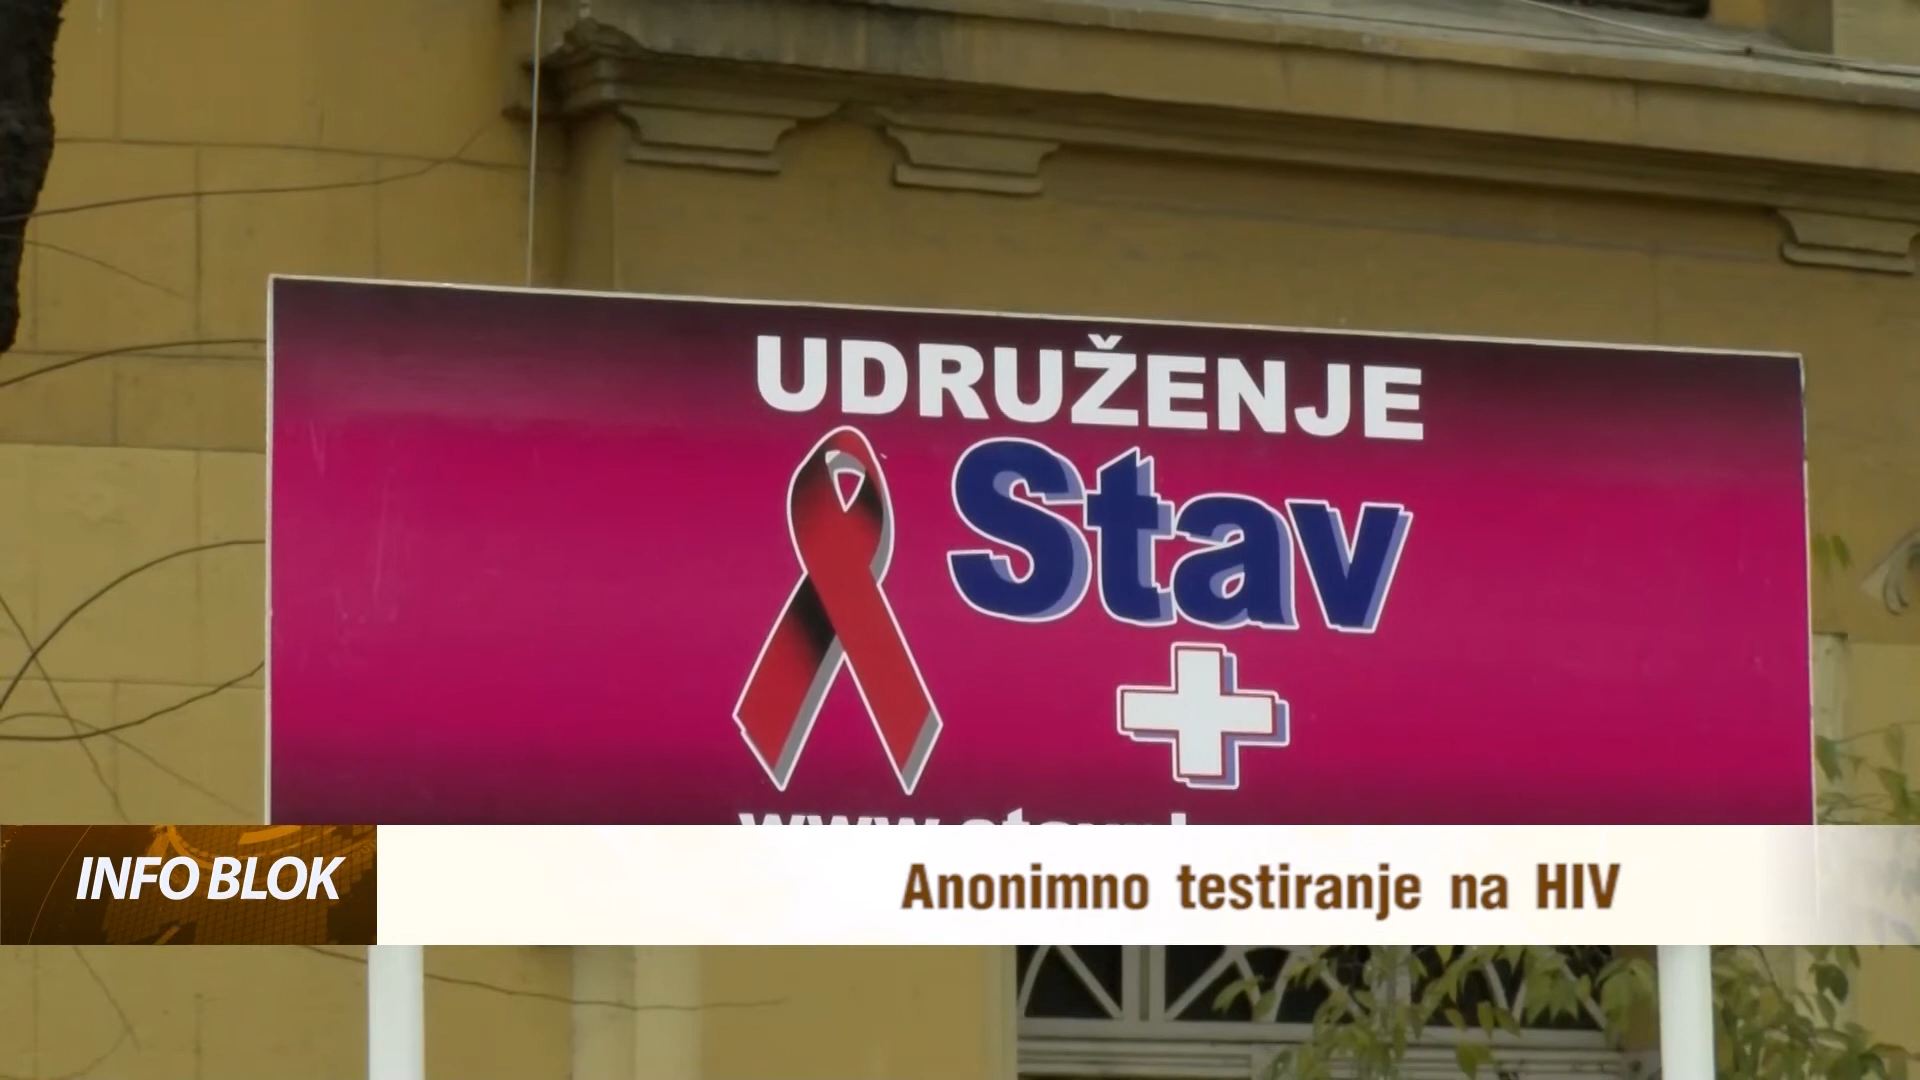 UDRUŽENJE
Stav
+
INFO BLOK
Anonimno testiranje na HIV